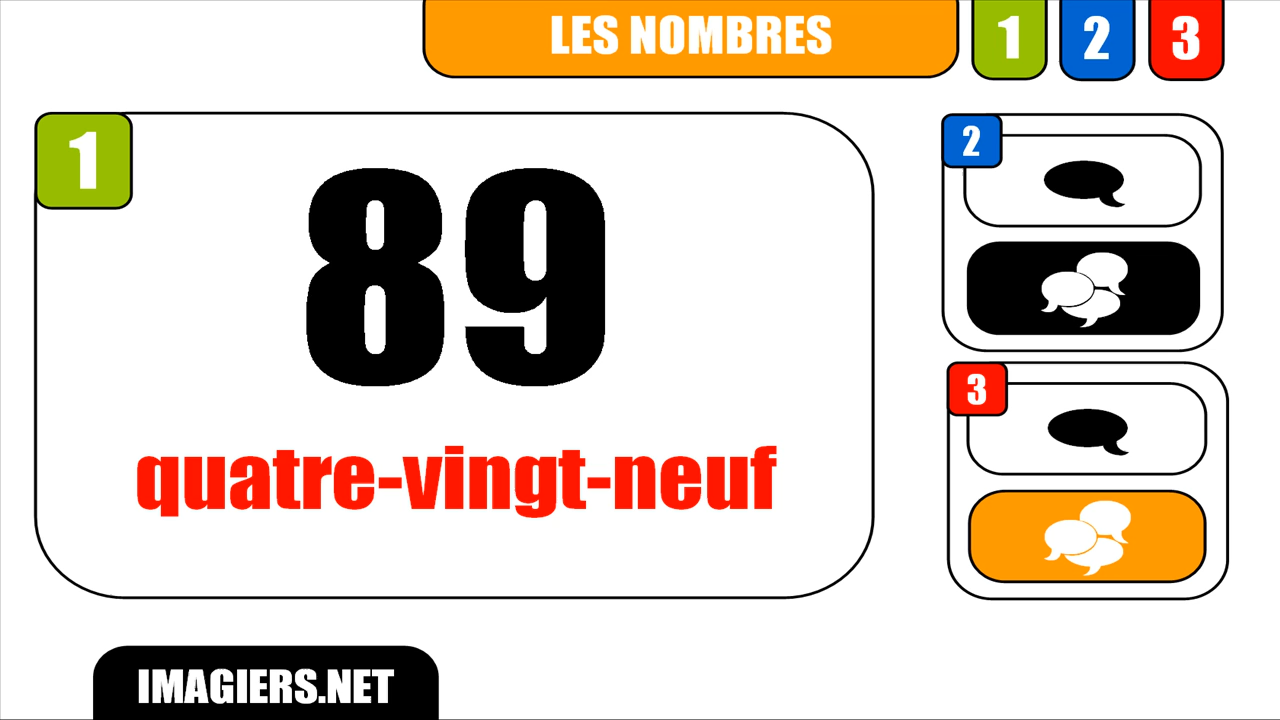 LES NOMBRES
1
2
3
1
89
quatre-vingt-neuf
2
3
IMAGIERS.NET